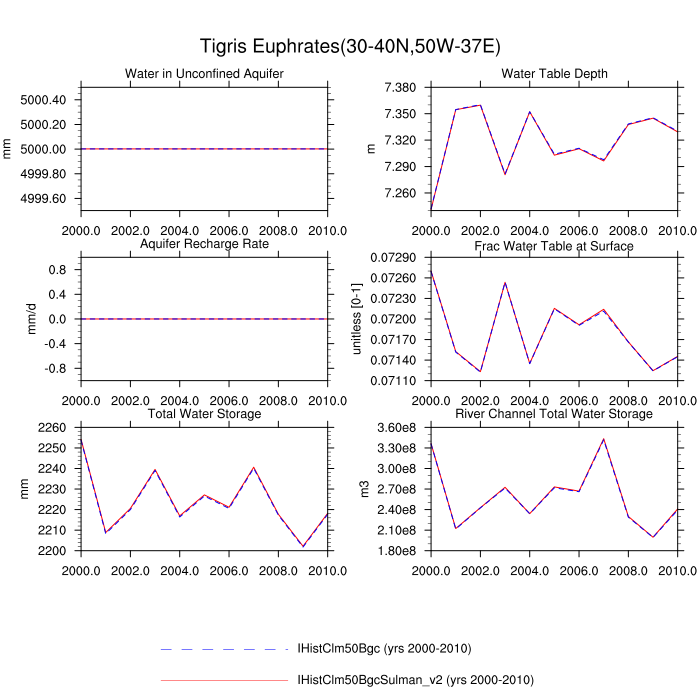 Tigris Euphrates(30-40N,50W-37E)
Water in Unconfined Aquifer
mm
5000.40
5000.20
5000.00
4999.80
4999.60
2000.0 2002.0 2004.0 2006.0 2008.0 2010.0
Water Table Depth
m
7.380
7.350
7.320
7.290
7.260
2000.0 2002.0 2004.0 2006.0 2008.0 2010.0
Aquifer Recharge Rate
mm/d
0.8
0.4
0.0
-0.4
-0.8
2000.0 2002.0 2004.0 2006.0 2008.0 2010.0
Frac Water Table at Surface
unitless [0-1]
0.07290
0.07230
0.07200
0.07140
0.07110
2000.0 2002.0 2004.0 2006.0 2008.0 2010.0
Total Water Storage
mm
2260
2250
2240
2230
2220
2210
2200
2000.0 2002.0 2004.0 2006.0 2008.0 2010.0
River Channel Total Water Storage
m3
3.60e8
3.30e8
3.00e8
2.70e8
2.40e8
2.10e8
1.80e8
2000.0 2002.0 2004.0 2006.0 2008.0 2010.0
IHistClm50Bgc (yrs 2000-2010)
IHistClm50BgcSulman_v2 (yrs 2000-2010)